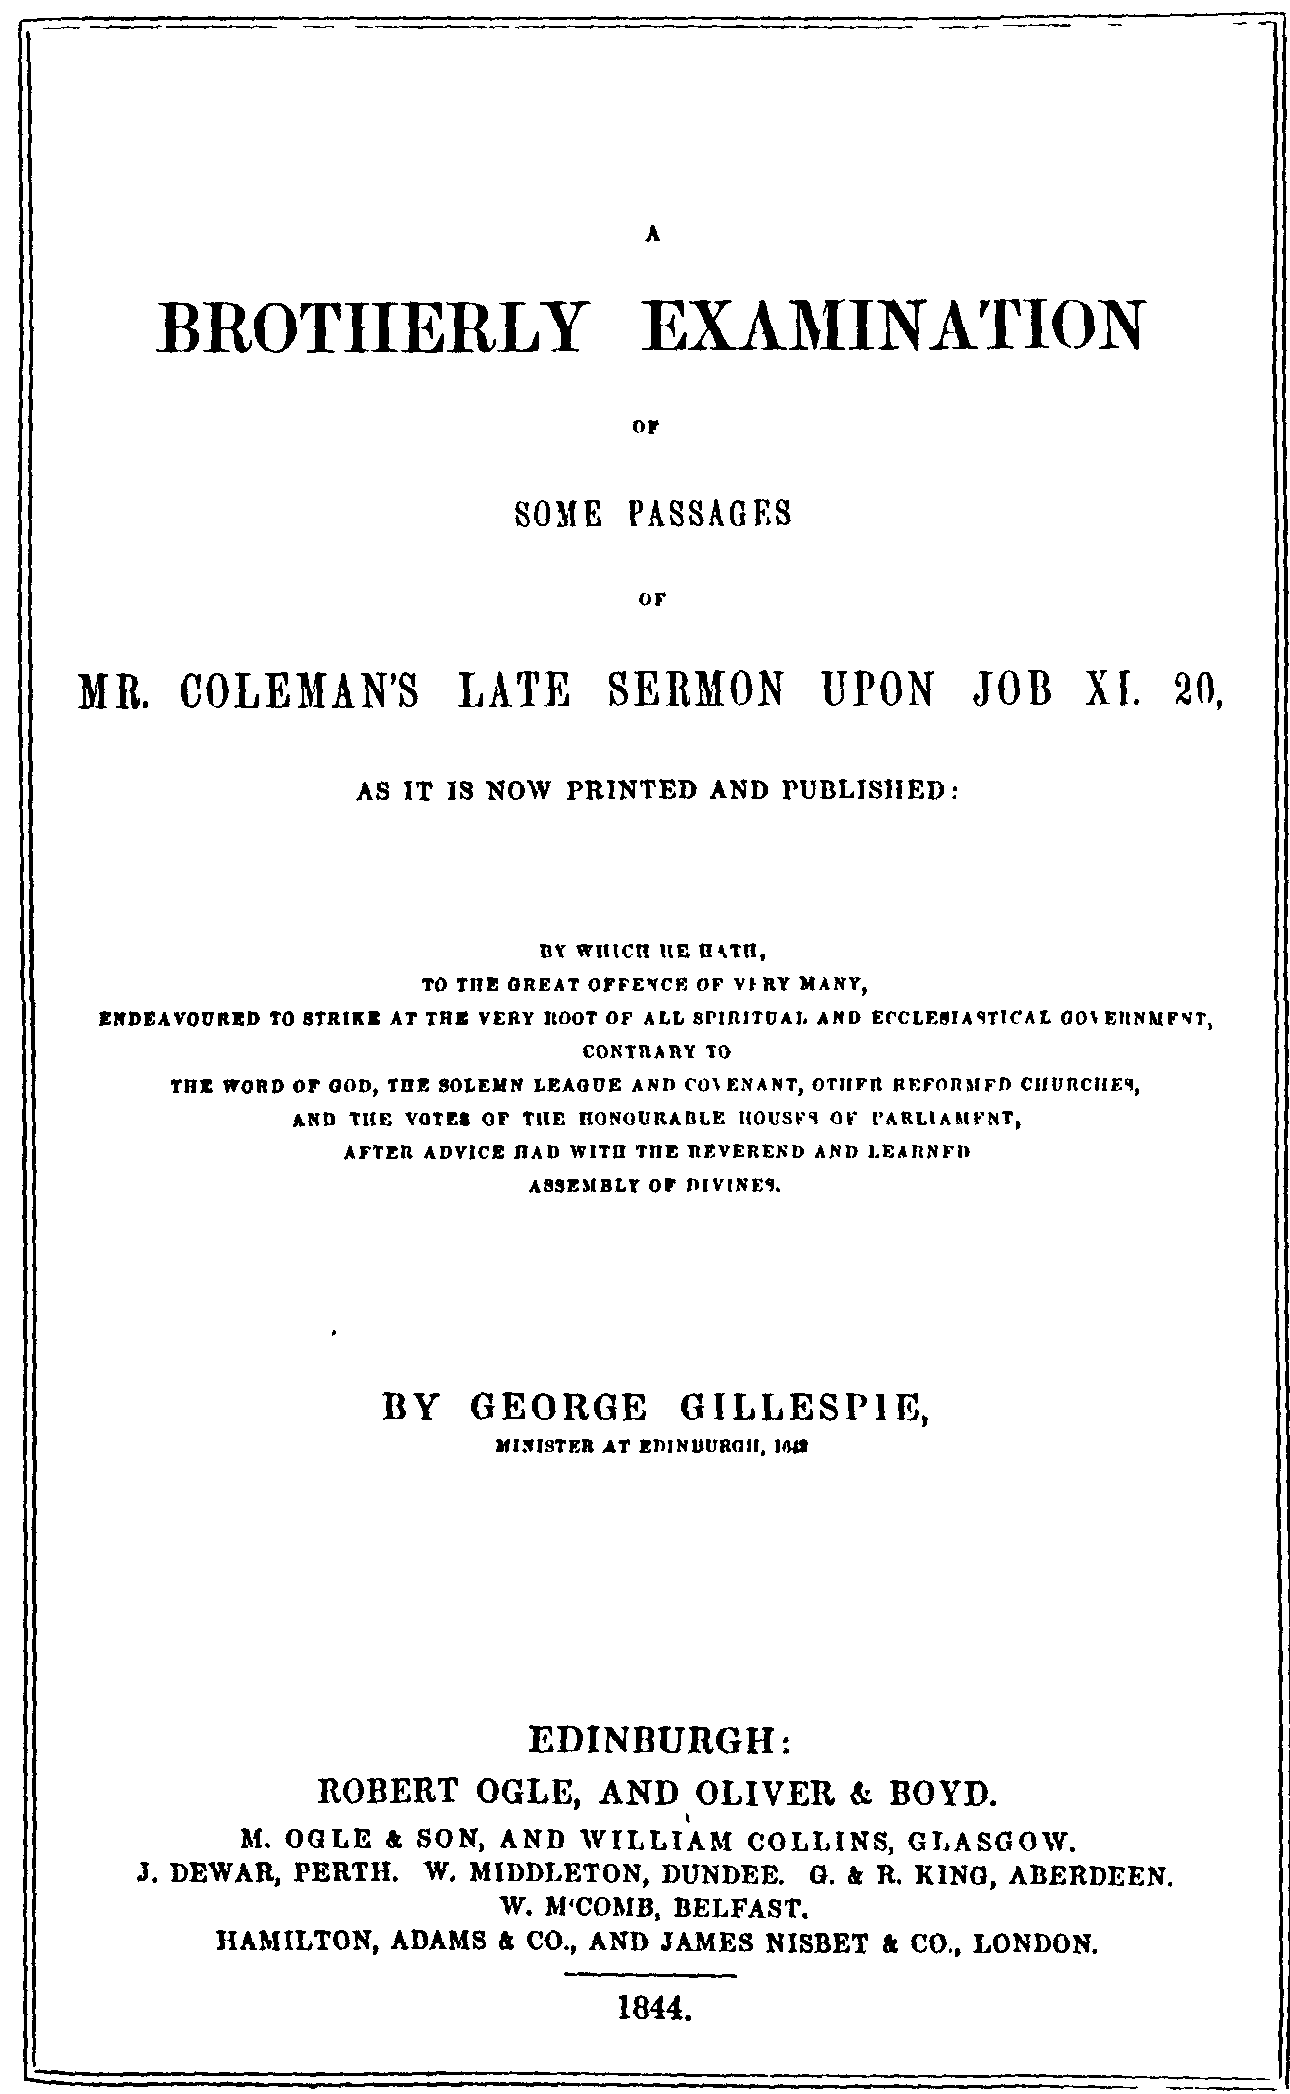 A
BROTHERLY EXAMINATION
OF
SOME PASSAGES
OF
MR. COLEMAN'S LATE SERMON UPON JOB XI. 20,
AS IT IS NOW PRINTED AND PUBLISHED:
BY WHICH HE HATH,
TO THE GREAT OFFENCE OF VERY MANY,
ENDEAVOURED TO STRIKE AT THE VERY ROOT OF ALL SPIRITUAL AND ECCLESIASTICAL GOVERNMENT,
CONTRARY TO
THE WORD OF GOD, THE SOLEMN LEAGUE AND COVENANT, OTHER REFORMED CHURCHES,
AND THE VOTES OF THE HONOURABLE HOUSES OF PARLIAMENT,
AFTER ADVICE HAD WITH THE REVEREND AND LEARNED
ASSEMBLY OF DIVINES.
BY GEORGE GILLESPIE,
MINISTER AT EDINBURGH,
EDINBURGH:
ROBERT OGLE, AND OLIVER & BOYD.
M. OGLE & SON, AND WILLIAM COLLINS, GLASGOW.
J. DEWAR, PERTH. W. MIDDLETON, DUNDEE. G. & R. KING, ABERDEEN.
W. M'COMB, BELFAST.
HAMILTON, ADAMS & CO., AND JAMES NISBET & CO., LONDON.
1844.